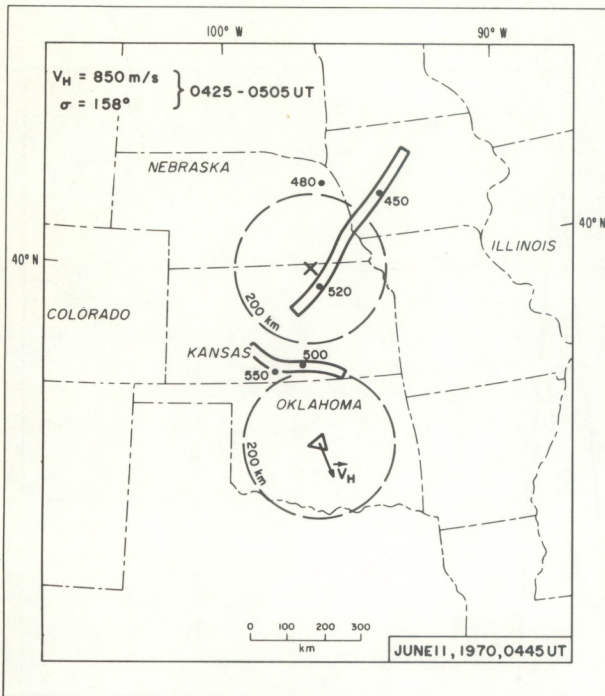 100° W
90° W
V_H = 850 m/s
σ = 158°
} 0425 - 0505 UT
NEBRASKA
480
450
40° N
40° N
ILLINOIS
520
200 km
COLORADO
KANSAS
500
550
OKLAHOMA
200 km
V_H
0 100 200 300
km
JUNE 11, 1970, 0445 UT